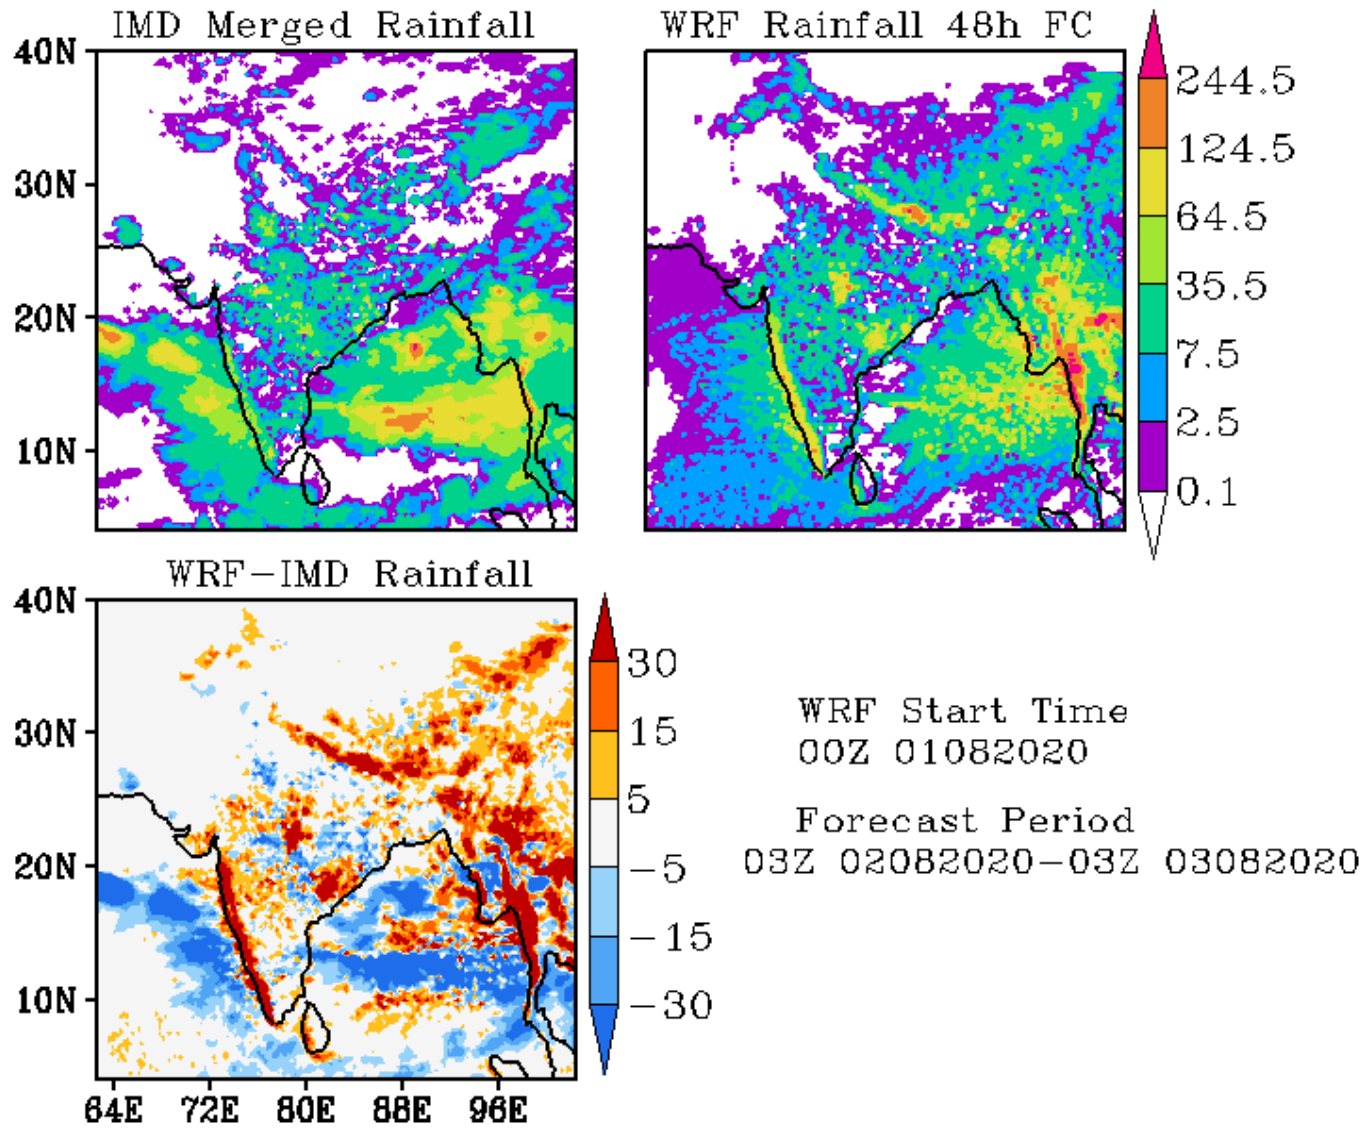 IMD Merged Rainfall
WRF Rainfall 48h FC
40N
30N
20N
10N
244.5
124.5
64.5
35.5
7.5
2.5
0.1
WRF-IMD Rainfall
40N
30N
20N
10N
64E 72E 80E 88E 96E
30
15
5
-5
-15
-30
WRF Start Time
00Z 01082020
Forecast Period
03Z 02082020-03Z 03082020